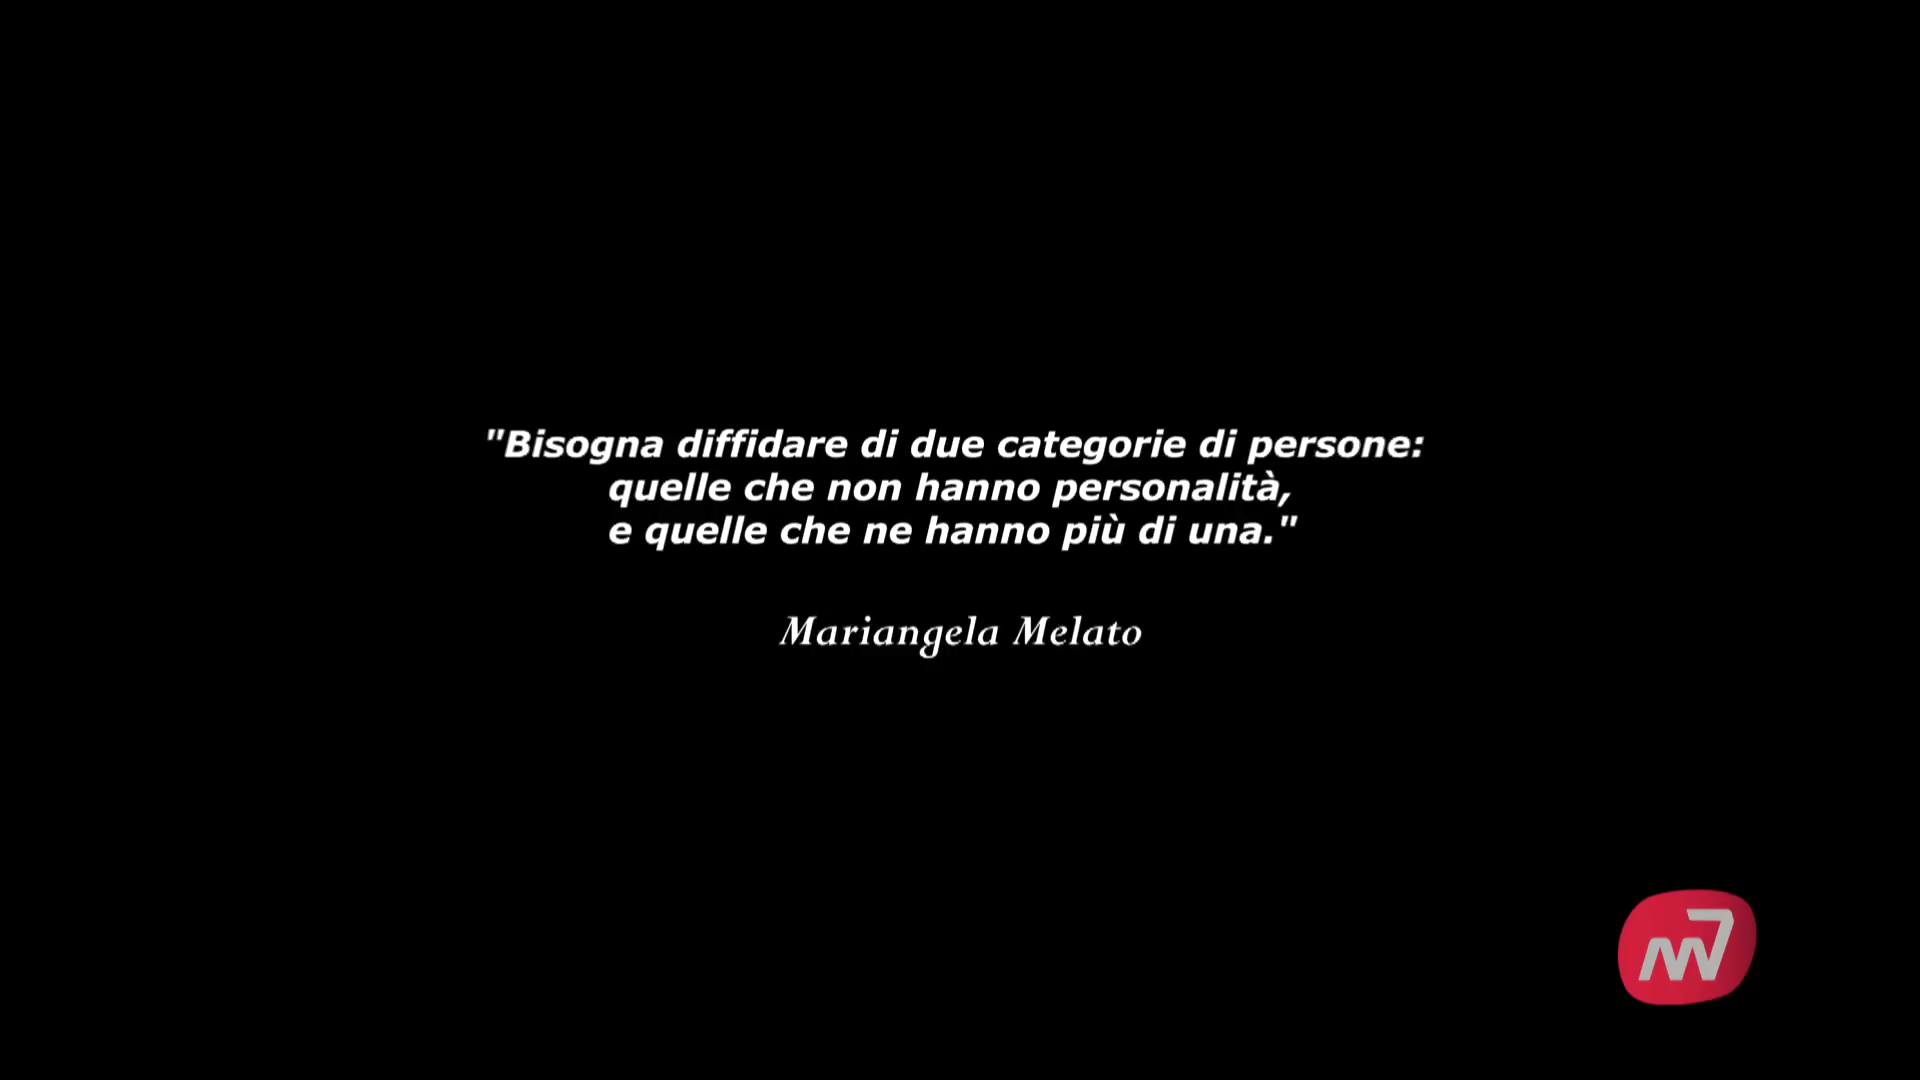 "Bisogna diffidare di due categorie di persone:
quelle che non hanno personalità,
e quelle che ne hanno più di una."
Mariangela Melato